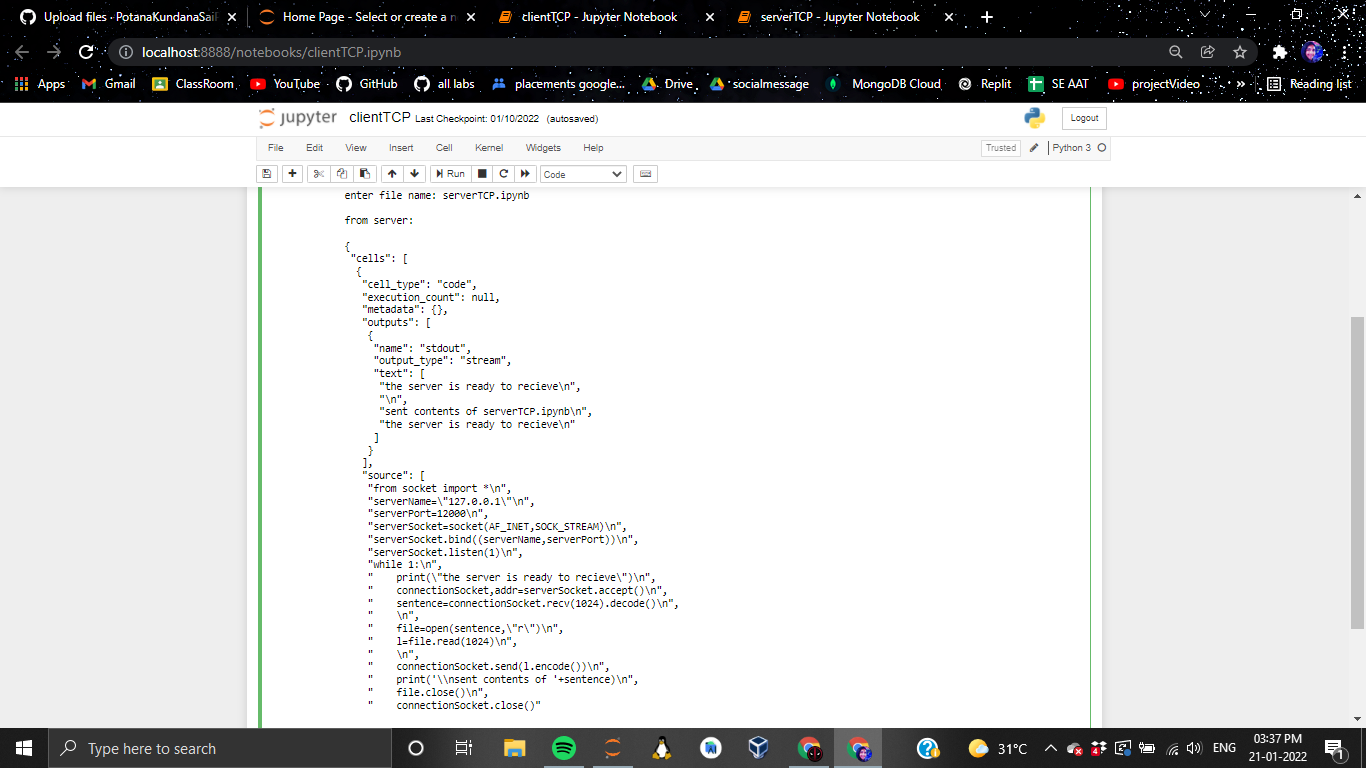 Upload files · PotanaKundanaSai
Home Page - Select or create a n
clientTCP - Jupyter Notebook
serverTCP - Jupyter Notebook
localhost:8888/notebooks/clientTCP.ipynb
Apps
Gmail
ClassRoom
YouTube
GitHub
all labs
placements google...
Drive
socialmessage
MongoDB Cloud
Replit
SE AAT
projectVideo
»
Reading list
jupyter clientTCP Last Checkpoint: 01/10/2022 (autosaved)
Logout
File Edit View Insert Cell Kernel Widgets Help
Trusted
Python 3
Run
Code
enter file name: serverTCP.ipynb
from server:
{
"cells": [
{
"cell_type": "code",
"execution_count": null,
"metadata": {},
"outputs": [
{
"name": "stdout",
"output_type": "stream",
"text": [
"the server is ready to recieve\n",
"\n",
"sent contents of serverTCP.ipynb\n",
"the server is ready to recieve\n"
]
}
],
"source": [
"from socket import *\n",
"serverName=\"127.0.0.1\"\n",
"serverPort=12000\n",
"serverSocket=socket(AF_INET,SOCK_STREAM)\n",
"serverSocket.bind((serverName,serverPort))\n",
"serverSocket.listen(1)\n",
"while 1:\n",
"    print(\"the server is ready to recieve\")\n",
"    connectionSocket,addr=serverSocket.accept()\n",
"    sentence=connectionSocket.recv(1024).decode()\n",
"    \n",
"    file=open(sentence,\"r\")\n",
"    l=file.read(1024)\n",
"    \n",
"    connectionSocket.send(l.encode())\n",
"    print('\\nsent contents of '+sentence)\n",
"    file.close()\n",
"    connectionSocket.close()"
Type here to search
31°C
ENG
03:37 PM
21-01-2022
1